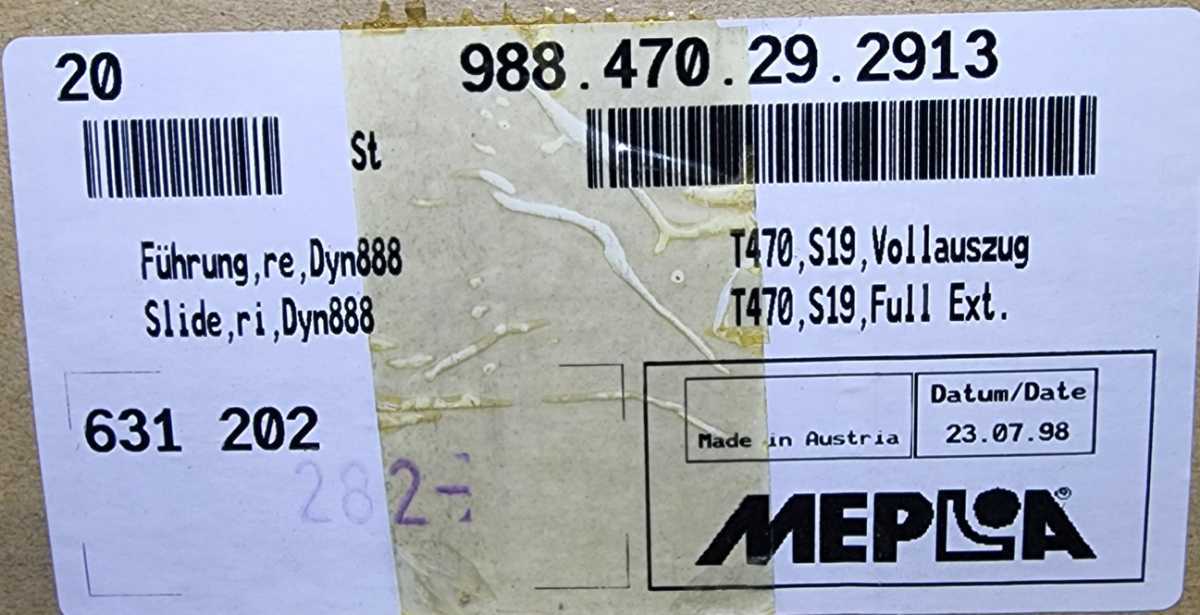 20
988.470.29.2913
St
Führung,re,Dyn888
T470,S19,Vollauszug
Slide,ri,Dyn888
T470,S19,Full Ext.
631 202
Made in Austria
Datum/Date
23.07.98
282-
MEPLA®